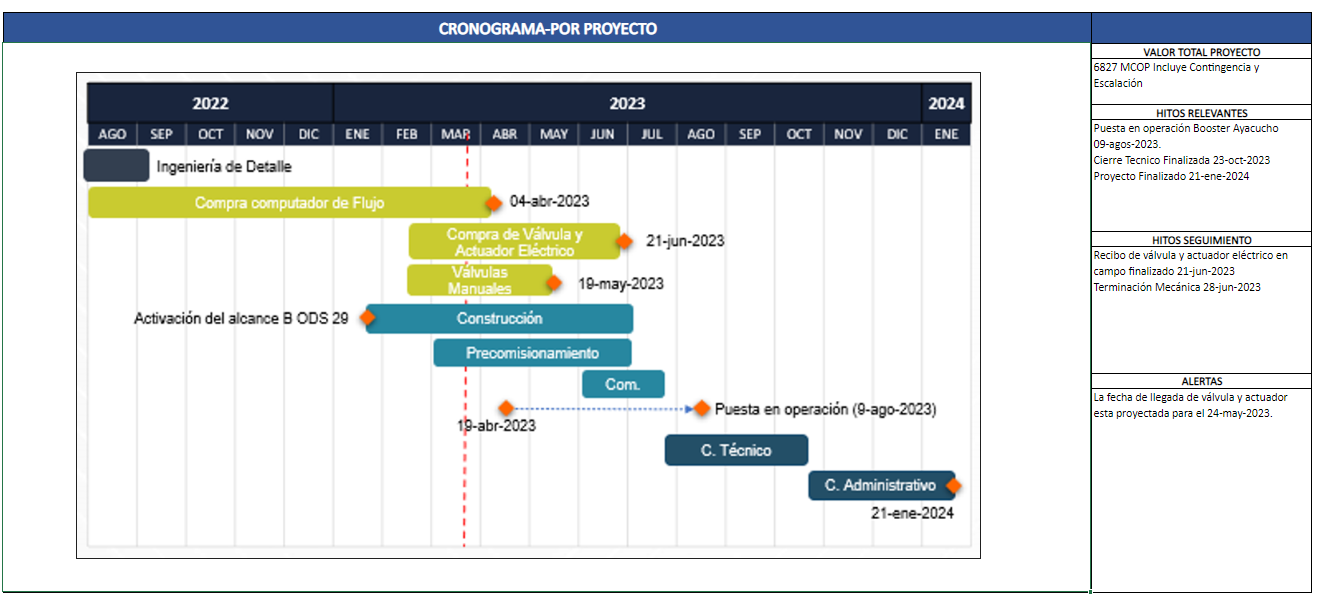 CRONOGRAMA-POR PROYECTO
2022
2023
2024
AGO SEP OCT NOV DIC ENE FEB MAR ABR MAY JUN JUL AGO SEP OCT NOV DIC ENE
Ingeniería de Detalle
Compra computador de Flujo
04-abr-2023
Compra de Válvula y
Actuador Eléctrico
21-jun-2023
Válvulas
Manuales
19-may-2023
Activación del alcance B ODS 29
Construcción
Precomisionamiento
Com.
19-abr-2023
Puesta en operación (9-ago-2023)
C. Técnico
C. Administrativo
21-ene-2024
VALOR TOTAL PROYECTO
6827 MCOP Incluye Contingencia y
Escalación
HITOS RELEVANTES
Puesta en operación Booster Ayacucho
09-agos-2023.
Cierre Tecnico Finalizada 23-oct-2023
Proyecto Finalizado 21-ene-2024
HITOS SEGUIMIENTO
Recibo de válvula y actuador eléctrico en
campo finalizado 21-jun-2023
Terminación Mecánica 28-jun-2023
ALERTAS
La fecha de llegada de válvula y actuador
esta proyectada para el 24-may-2023.